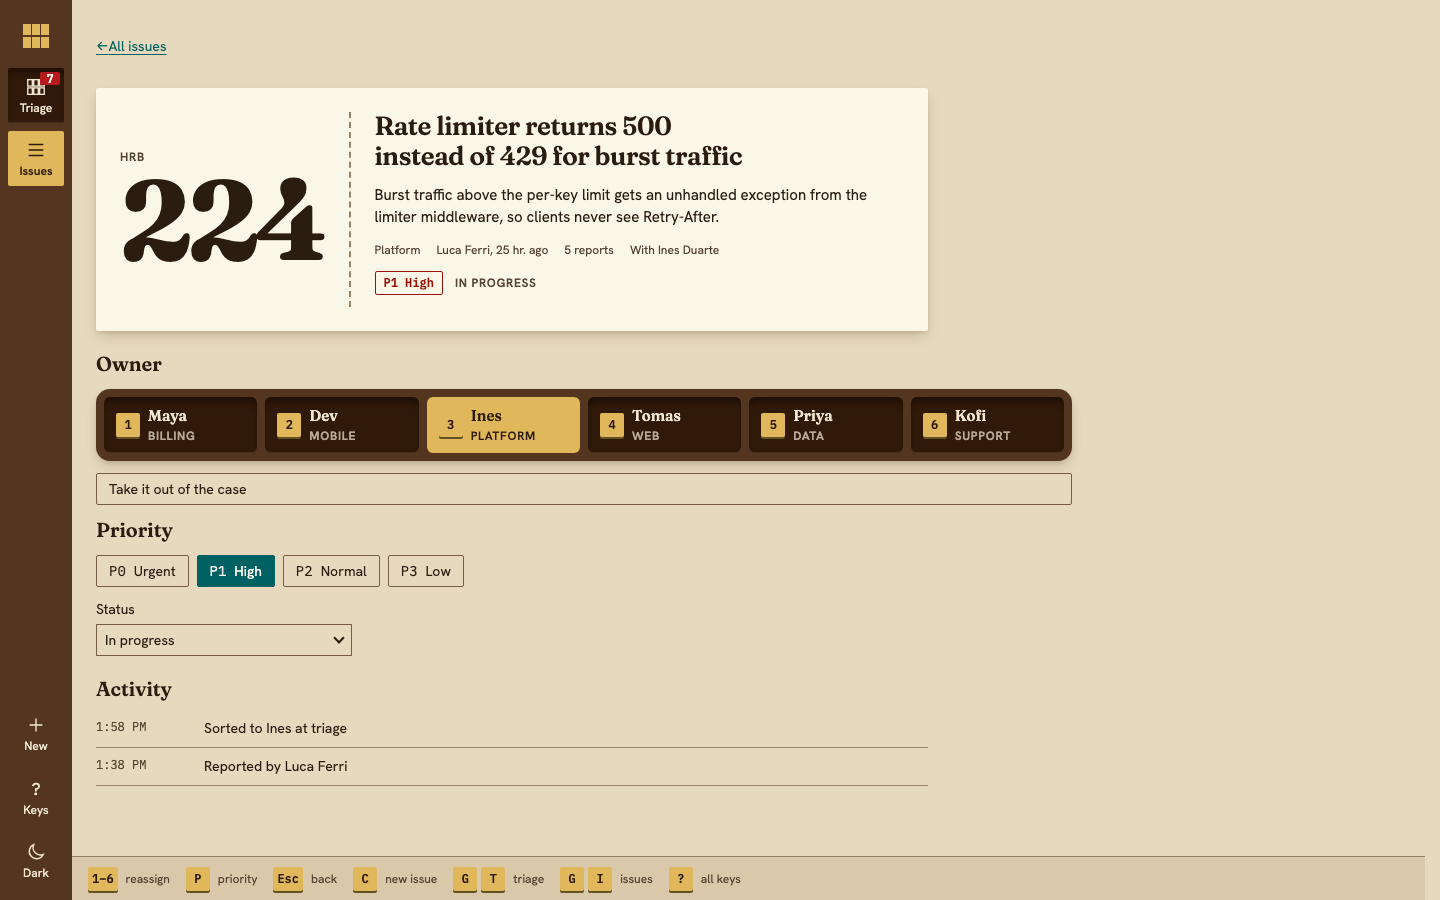 7
Triage
Issues
New
? Keys
Dark
←All issues
HRB
224
Rate limiter returns 500
instead of 429 for burst traffic
Burst traffic above the per-key limit gets an unhandled exception from the
limiter middleware, so clients never see Retry-After.
Platform Luca Ferri, 25 hr. ago 5 reports With Ines Duarte
P1 High IN PROGRESS
Owner
1 Maya BILLING
2 Dev MOBILE
3 Ines PLATFORM
4 Tomas WEB
5 Priya DATA
6 Kofi SUPPORT
Take it out of the case
Priority
P0 Urgent P1 High P2 Normal P3 Low
Status
In progress
Activity
1:58 PM Sorted to Ines at triage
1:38 PM Reported by Luca Ferri
1–6 reassign P priority Esc back C new issue G T triage G I issues ? all keys